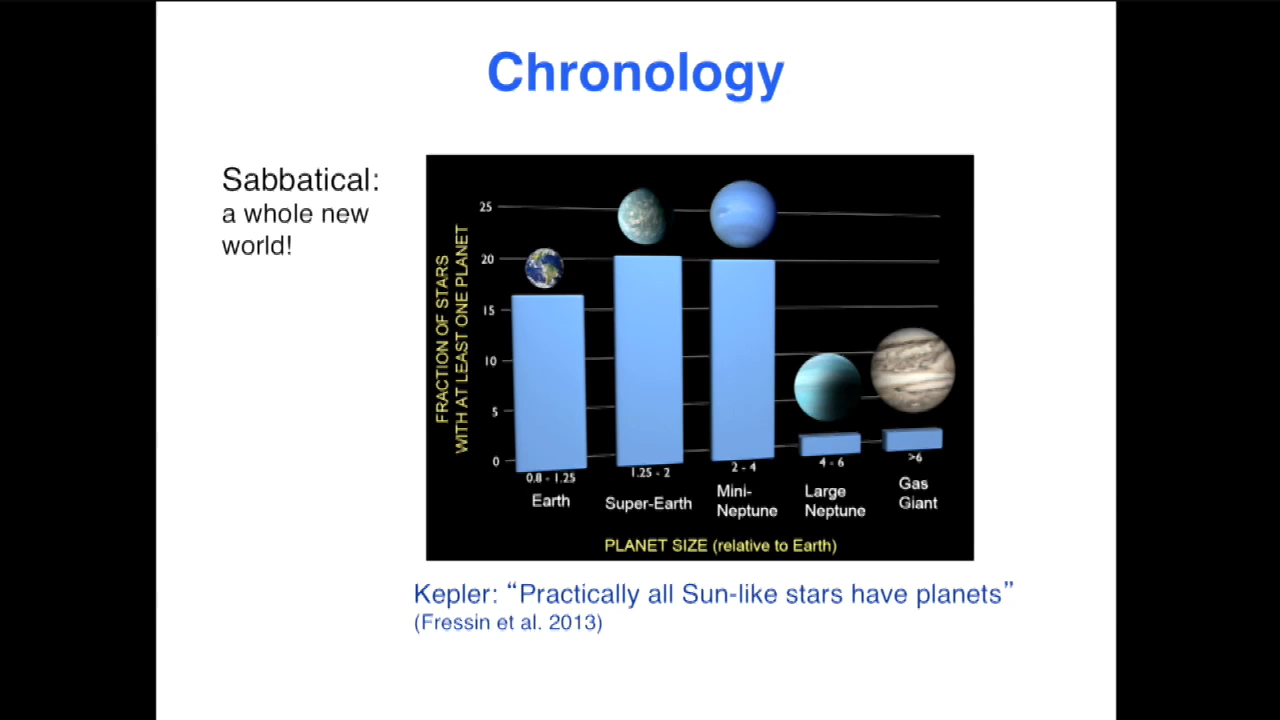 Chronology
Sabbatical:
a whole new
world!
FRACTION OF STARS
WITH AT LEAST ONE PLANET
25
20
15
10
5
0
0.8 - 1.25
1.25 - 2
2 - 4
4 - 6
>6
Earth
Super-Earth
Mini-
Neptune
Large
Neptune
Gas
Giant
PLANET SIZE (relative to Earth)
Kepler: “Practically all Sun-like stars have planets”
(Fressin et al. 2013)